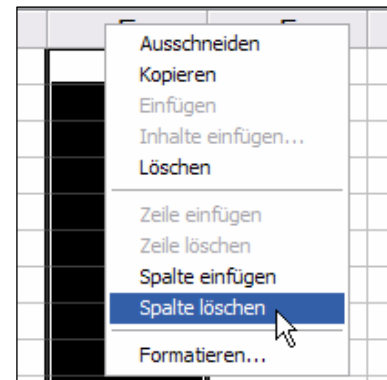 Ausschneiden
Kopieren
Einfügen
Inhalte einfügen...
Löschen
Zeile einfügen
Zeile löschen
Spalte einfügen
Spalte löschen
Formatieren...